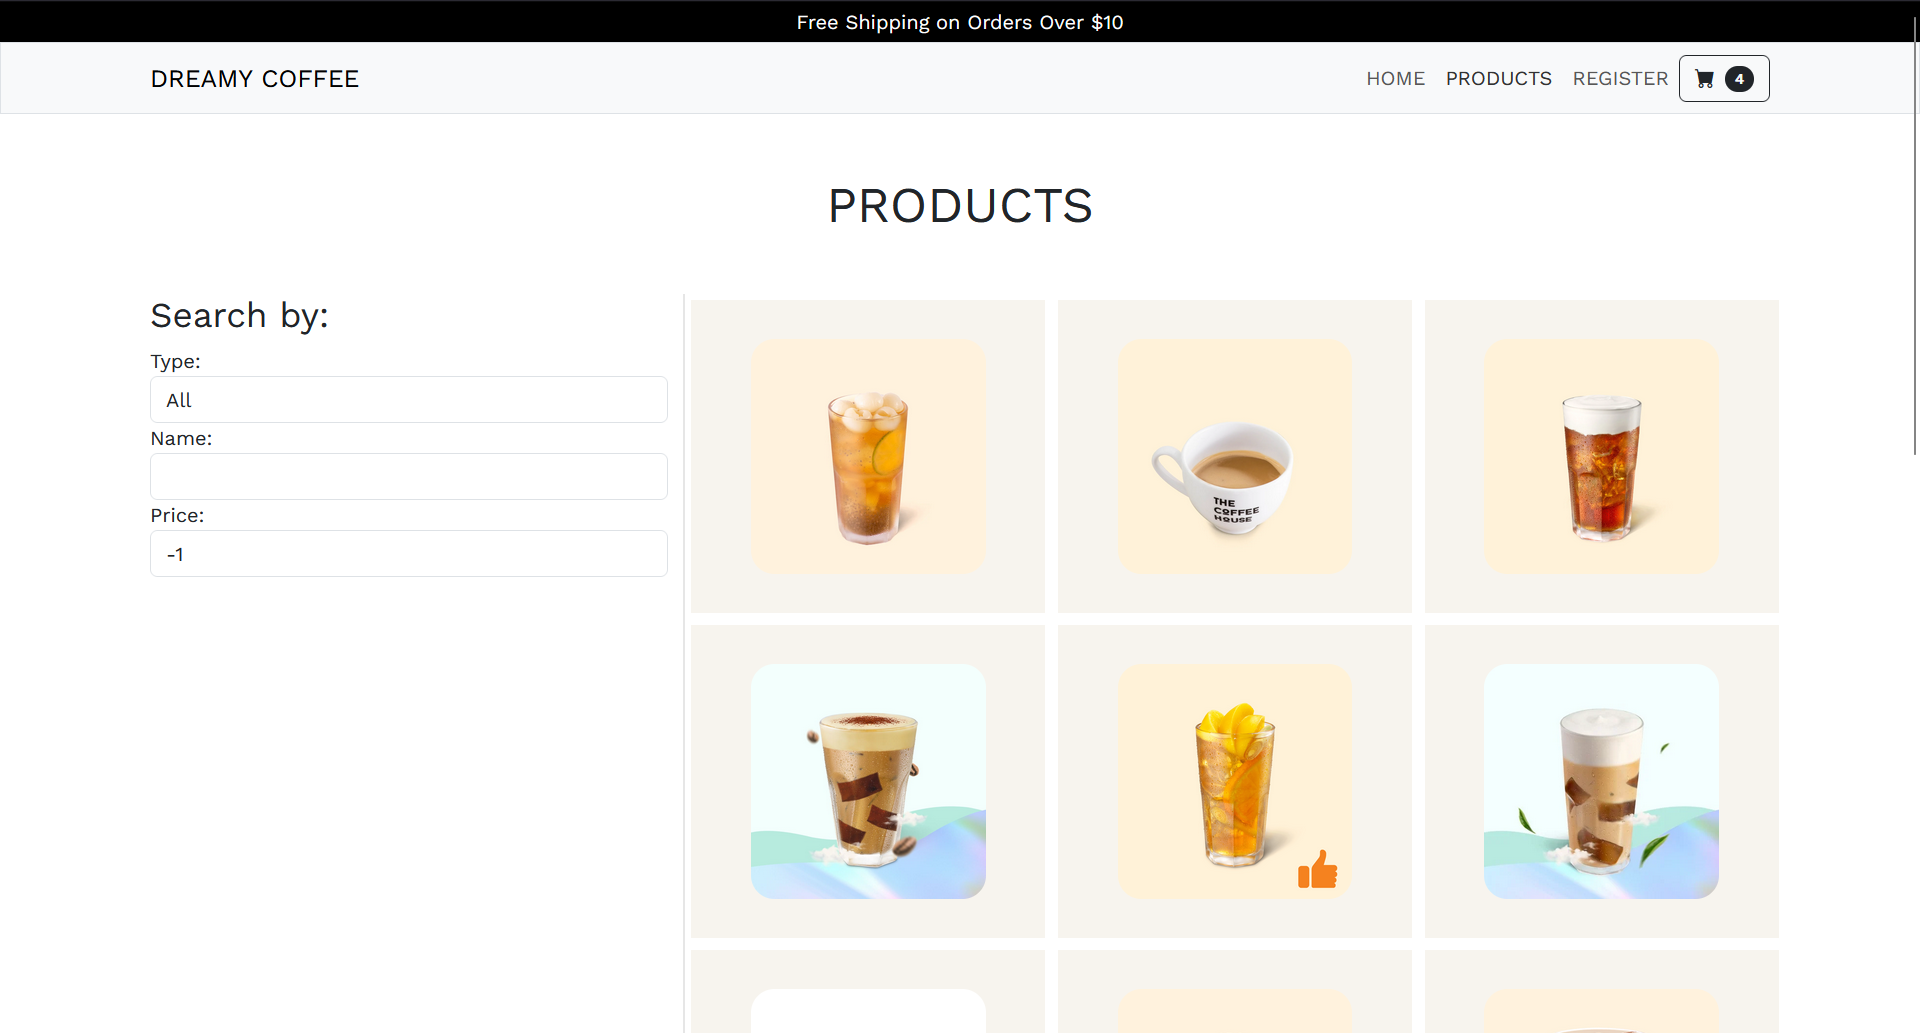 Free Shipping on Orders Over $10
DREAMY COFFEE
HOME
PRODUCTS
REGISTER
4
PRODUCTS
Search by:
Type:
All
Name:
Price:
-1
THE
COFFEE
HOUSE